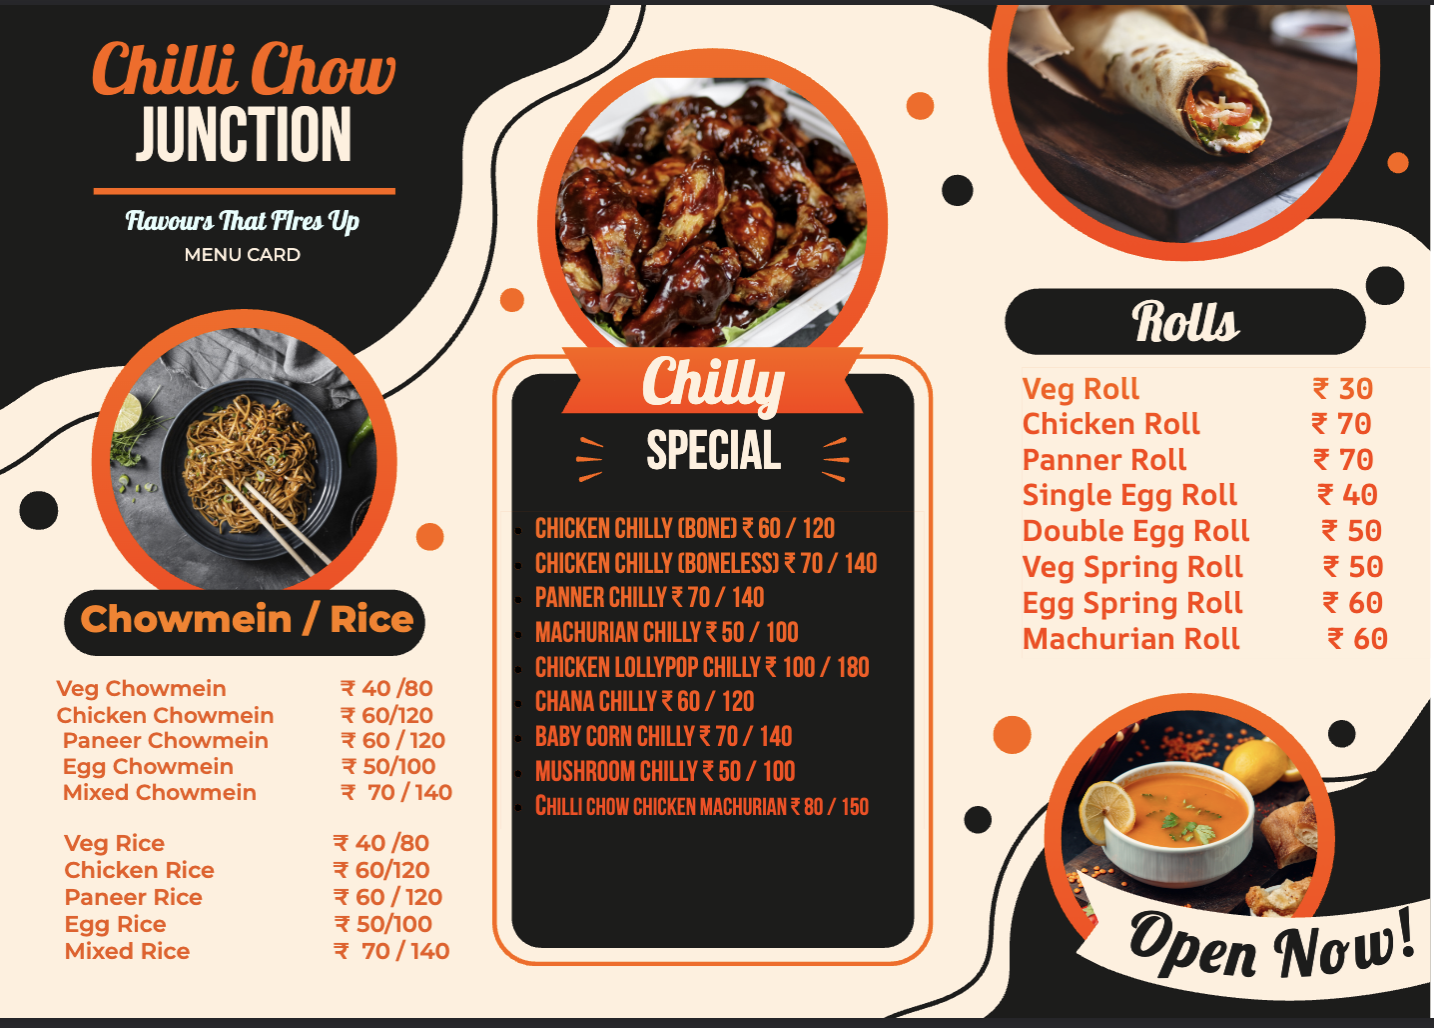 Chilli Chow
JUNCTION
Flavours That FIres Up
MENU CARD
Chowmein / Rice
Veg Chowmein ₹ 40 /80
Chicken Chowmein ₹ 60/120
Paneer Chowmein ₹ 60 / 120
Egg Chowmein ₹ 50/100
Mixed Chowmein ₹ 70 / 140
Veg Rice ₹ 40 /80
Chicken Rice ₹ 60/120
Paneer Rice ₹ 60 / 120
Egg Rice ₹ 50/100
Mixed Rice ₹ 70 / 140
Chilly
SPECIAL
CHICKEN CHILLY (BONE) ₹ 60 / 120
CHICKEN CHILLY (BONELESS) ₹ 70 / 140
PANNER CHILLY ₹ 70 / 140
MACHURIAN CHILLY ₹ 50 / 100
CHICKEN LOLLYPOP CHILLY ₹ 100 / 180
CHANA CHILLY ₹ 60 / 120
BABY CORN CHILLY ₹ 70 / 140
MUSHROOM CHILLY ₹ 50 / 100
CHILLI CHOW CHICKEN MACHURIAN ₹ 80 / 150
Rolls
Veg Roll ₹ 30
Chicken Roll ₹ 70
Panner Roll ₹ 70
Single Egg Roll ₹ 40
Double Egg Roll ₹ 50
Veg Spring Roll ₹ 50
Egg Spring Roll ₹ 60
Machurian Roll ₹ 60
Open Now!